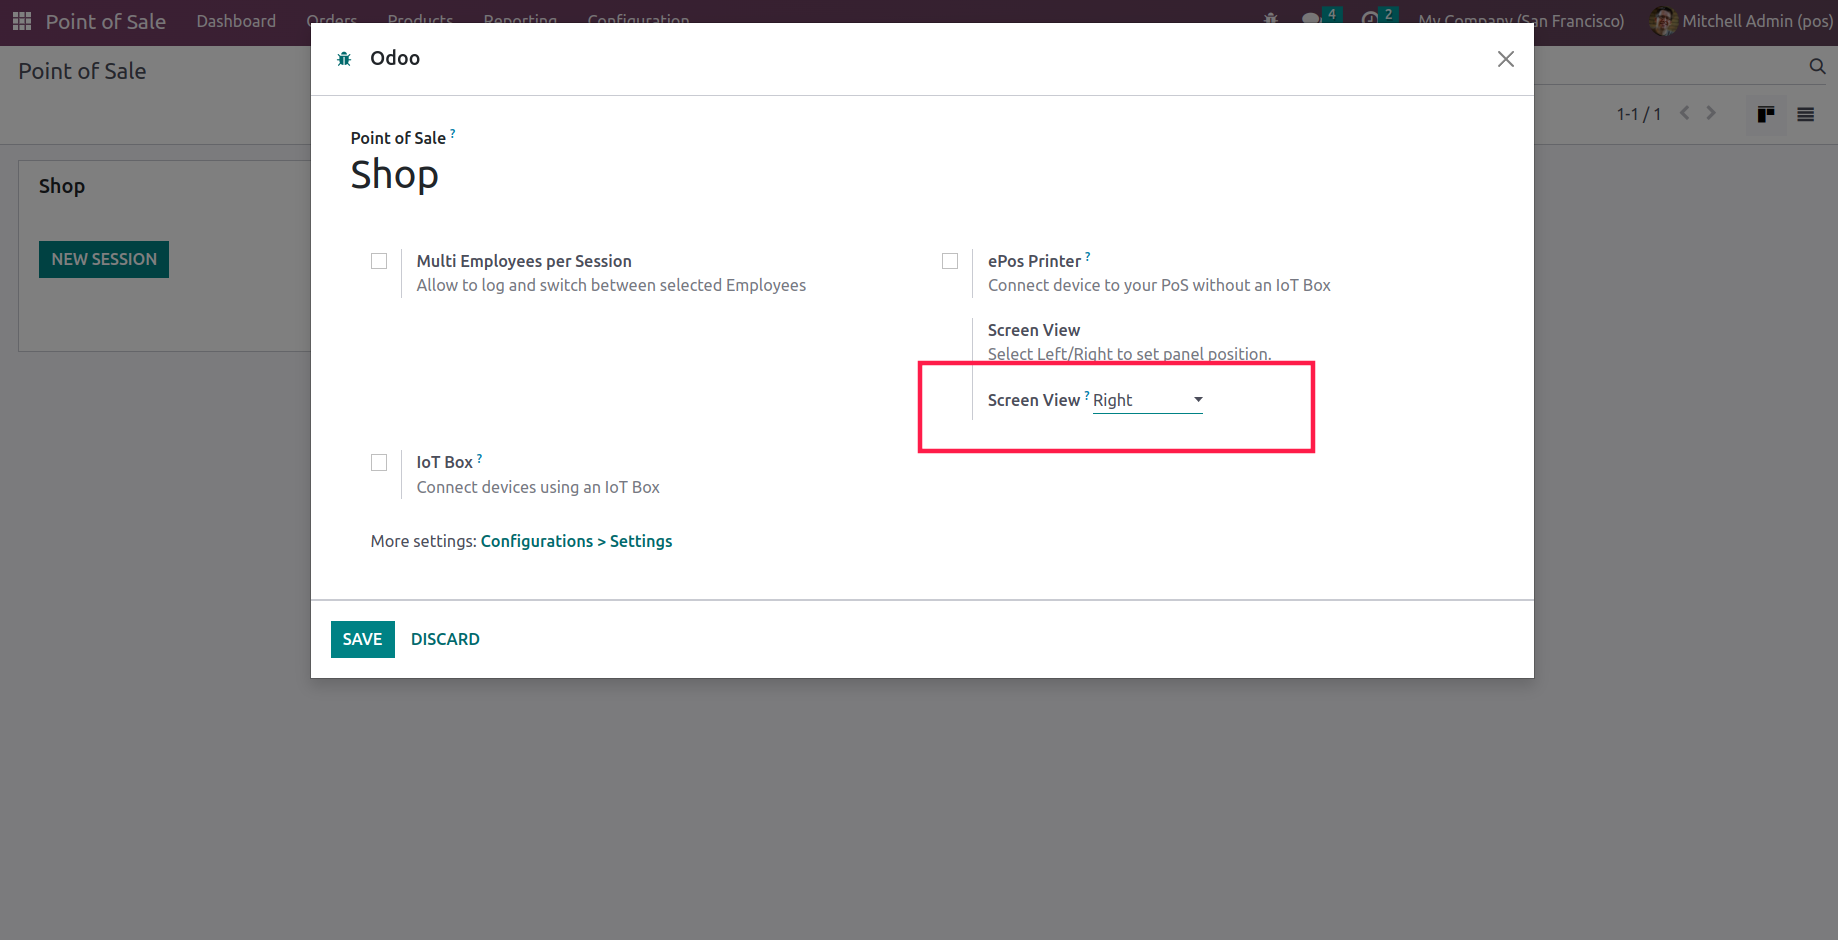 Point of Sale Dashboard Orders Products Reporting Configuration 4 2 My Company (San Francisco) Mitchell Admin (pos)
Point of Sale
1-1 / 1
Shop
NEW SESSION
Odoo
Point of Sale ?
Shop
Multi Employees per Session
Allow to log and switch between selected Employees
ePos Printer ?
Connect device to your PoS without an IoT Box
Screen View
Select Left/Right to set panel position.
Screen View ? Right
IoT Box ?
Connect devices using an IoT Box
More settings: Configurations > Settings
SAVE DISCARD